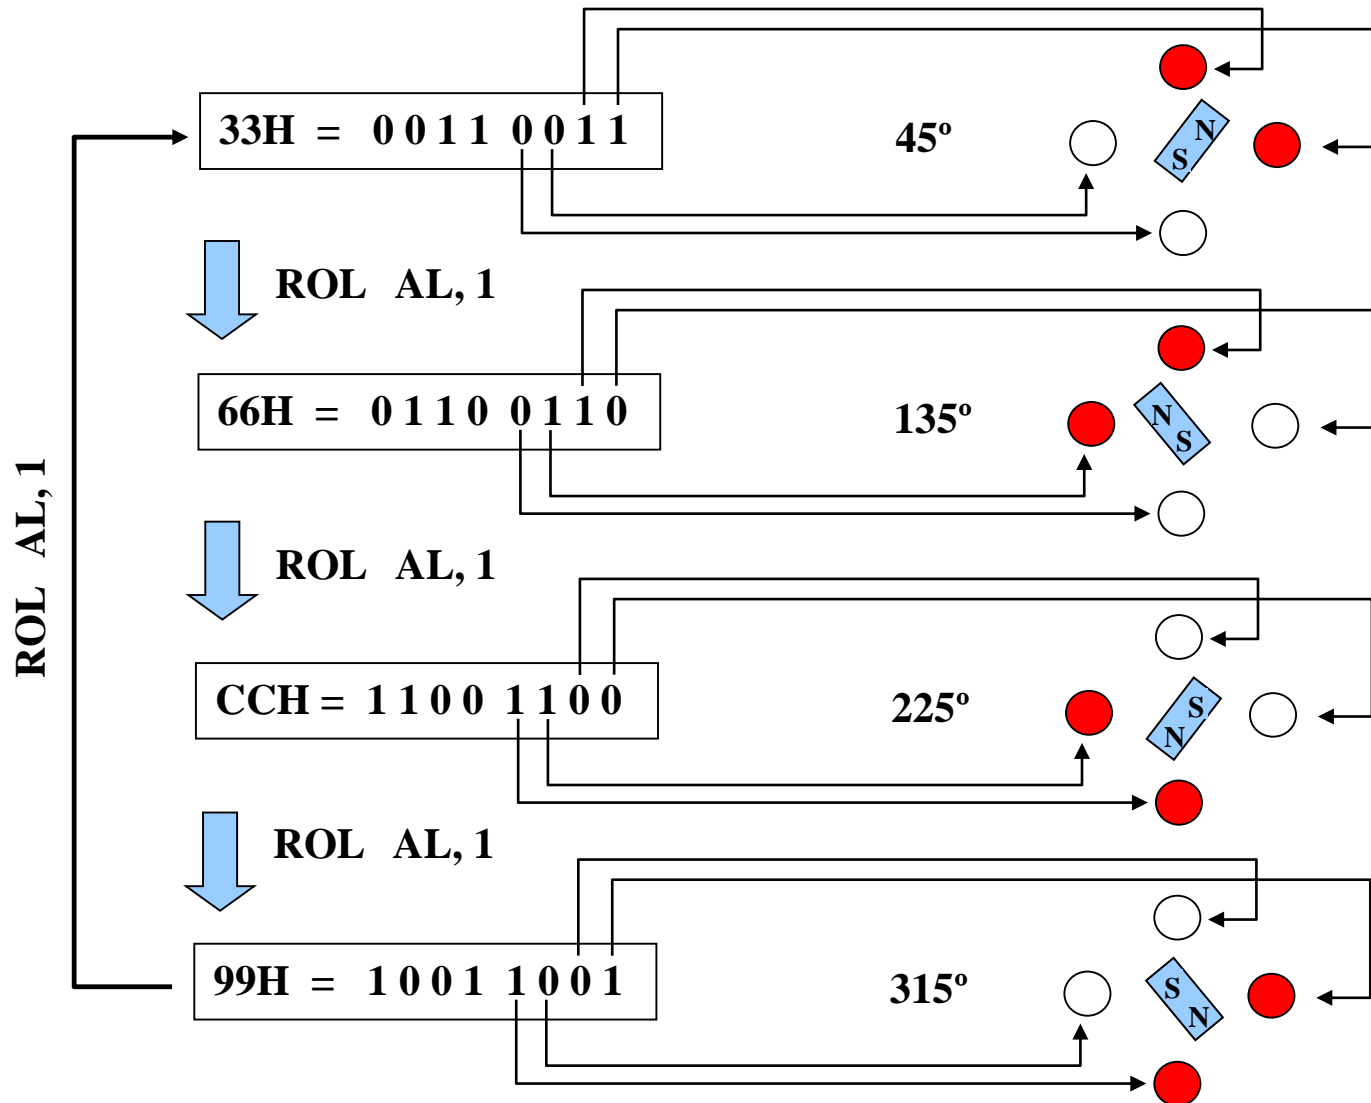 33H = 0 0 1 1 0 0 1 1
45º
N
S
ROL AL, 1
66H = 0 1 1 0 0 1 1 0
135º
N
S
ROL AL, 1
ROL AL, 1
CCH = 1 1 0 0 1 1 0 0
225º
S
N
ROL AL, 1
99H = 1 0 0 1 1 0 0 1
315º
S
N